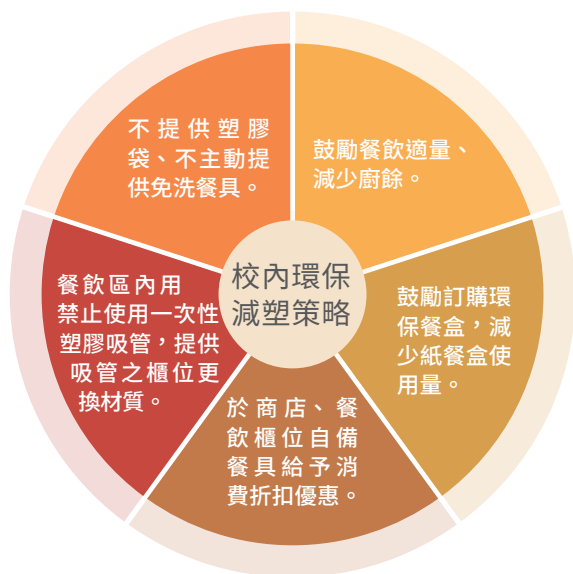 校內環保
減塑策略
鼓勵餐飲適量、
減少廚餘。
鼓勵訂購環
保餐盒，減
少紙餐盒使
用量。
於商店、餐
飲櫃位自備
餐具給予消
費折扣優惠。
餐飲區內用
禁止使用一次性
塑膠吸管，提供
吸管之櫃位更
換材質。
不提供塑膠
袋、不主動提
供免洗餐具。